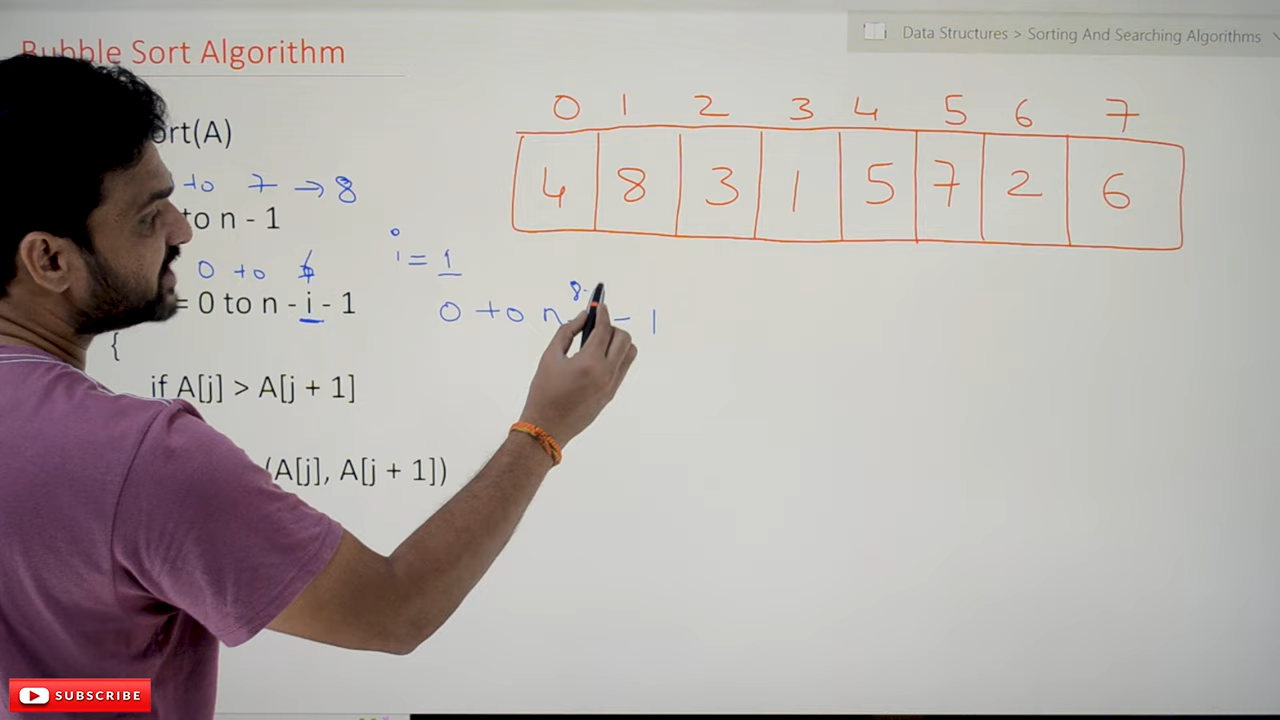 Bubble Sort Algorithm
Data Structures > Sorting And Searching Algorithms
0 1 2 3 4 5 6 7
4 8 3 1 5 7 2 6
ort(A)
to 7 → 8
to n - 1
i = 1
0 to
= 0 to n - i - 1
8-
0 to n - 1
{
if A[j] > A[j + 1]
(A[j], A[j + 1])
SUBSCRIBE